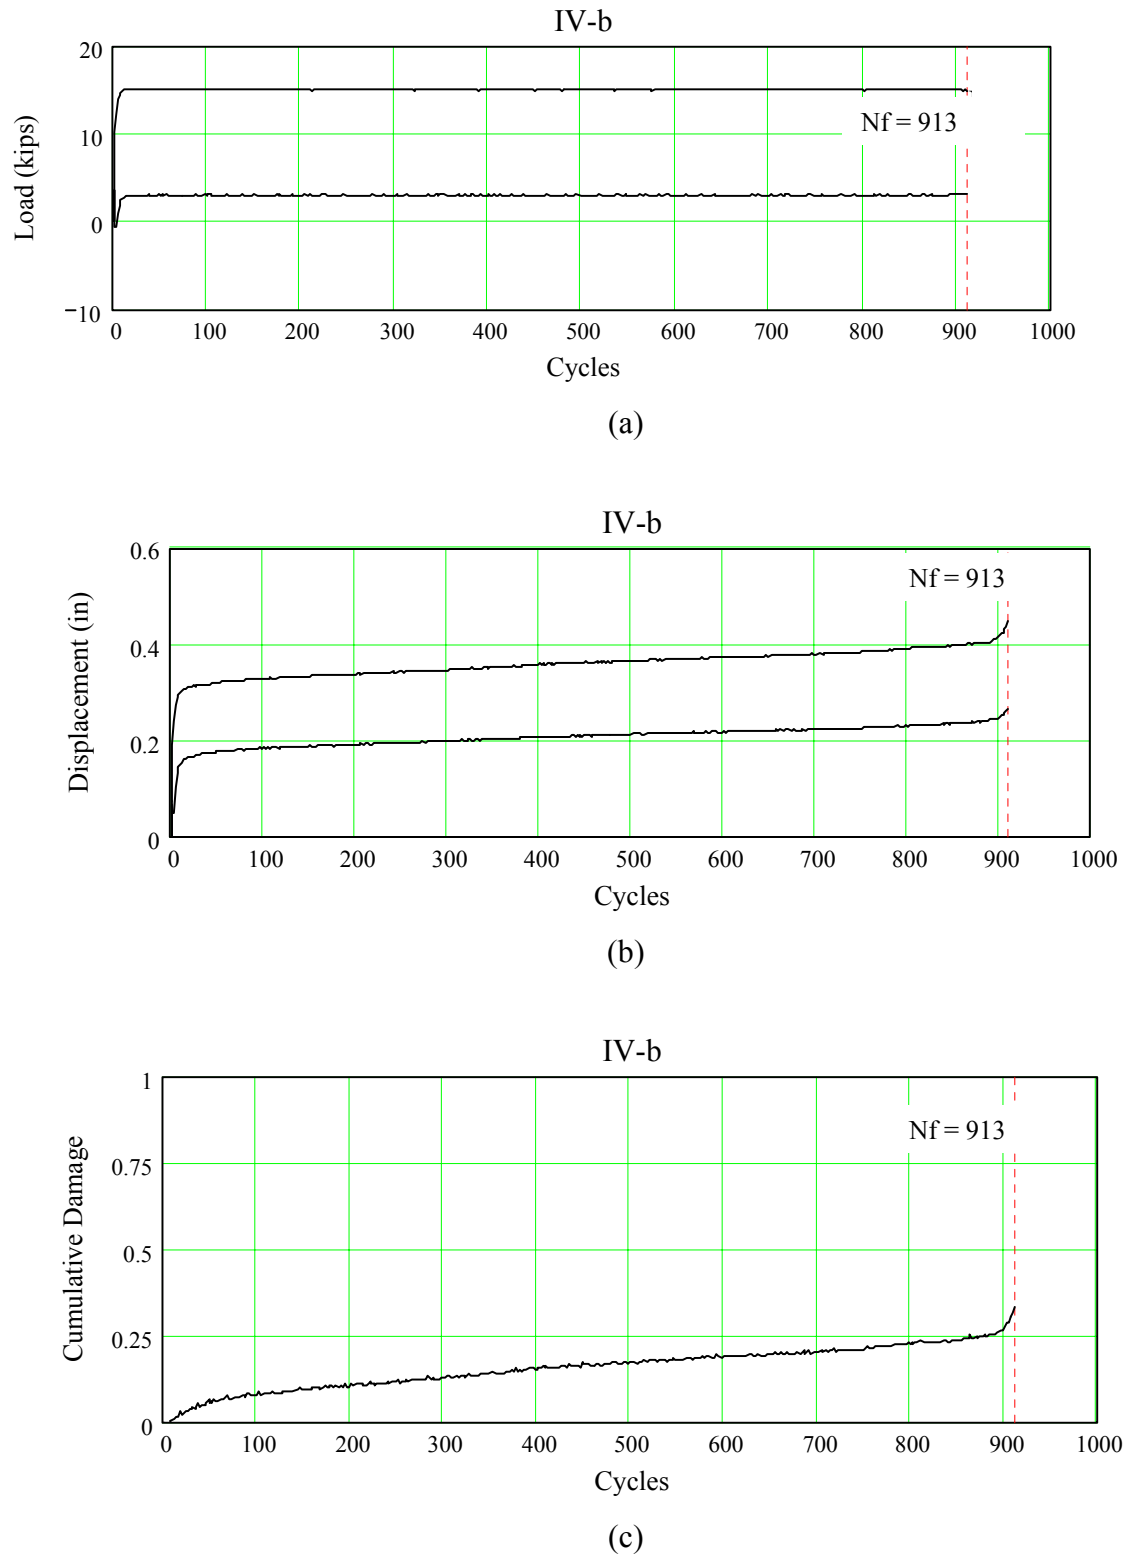 IV-b
20
10
0
−10
Load (kips)
Nf = 913
0 100 200 300 400 500 600 700 800 900 1000
Cycles
(a)
IV-b
0.6
0.4
0.2
0
Displacement (in)
Nf = 913
0 100 200 300 400 500 600 700 800 900 1000
Cycles
(b)
IV-b
1
0.75
0.5
0.25
0
Cumulative Damage
Nf = 913
0 100 200 300 400 500 600 700 800 900 1000
Cycles
(c)